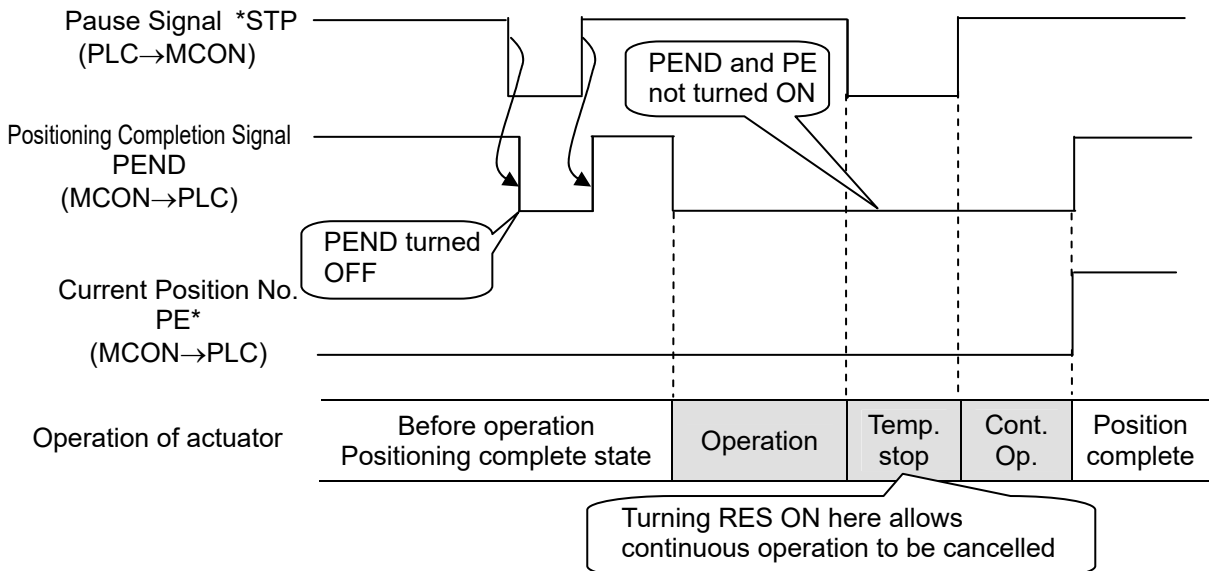 Pause Signal *STP
(PLC→MCON)
PEND and PE
not turned ON
Positioning Completion Signal
PEND
(MCON→PLC)
PEND turned
OFF
Current Position No.
PE*
(MCON→PLC)
Operation of actuator
Before operation
Positioning complete state
Operation
Temp.
stop
Cont.
Op.
Position
complete
Turning RES ON here allows
continuous operation to be cancelled